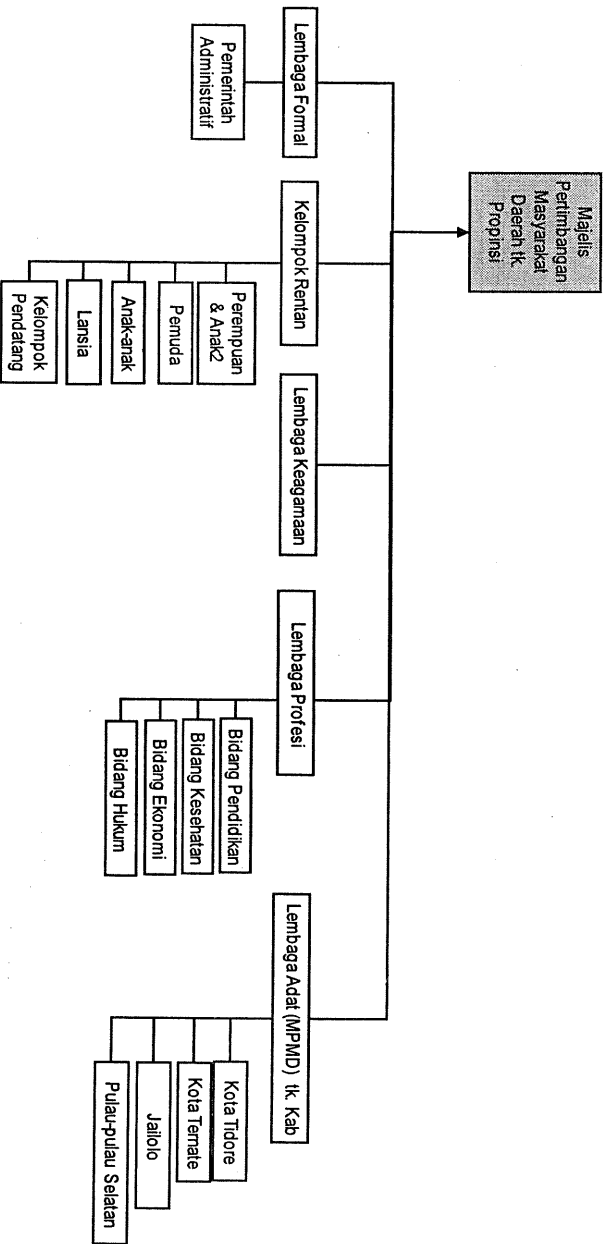 Majelis
Pertimbangan
Masyarakat
Daerah tk.
Propinsi
Lembaga Formal
Pemerintah
Administratif
Kelompok Rentan
Perempuan
& Anak2
Pemuda
Anak-anak
Lansia
Kelompok
Pendatang
Lembaga Keagamaan
Lembaga Profesi
Bidang Pendidikan
Bidang Kesehatan
Bidang Ekonomi
Bidang Hukum
Lembaga Adat (MPMD) tk. Kab
Kota Tidore
Kota Ternate
Jailolo
Pulau-pulau Selatan